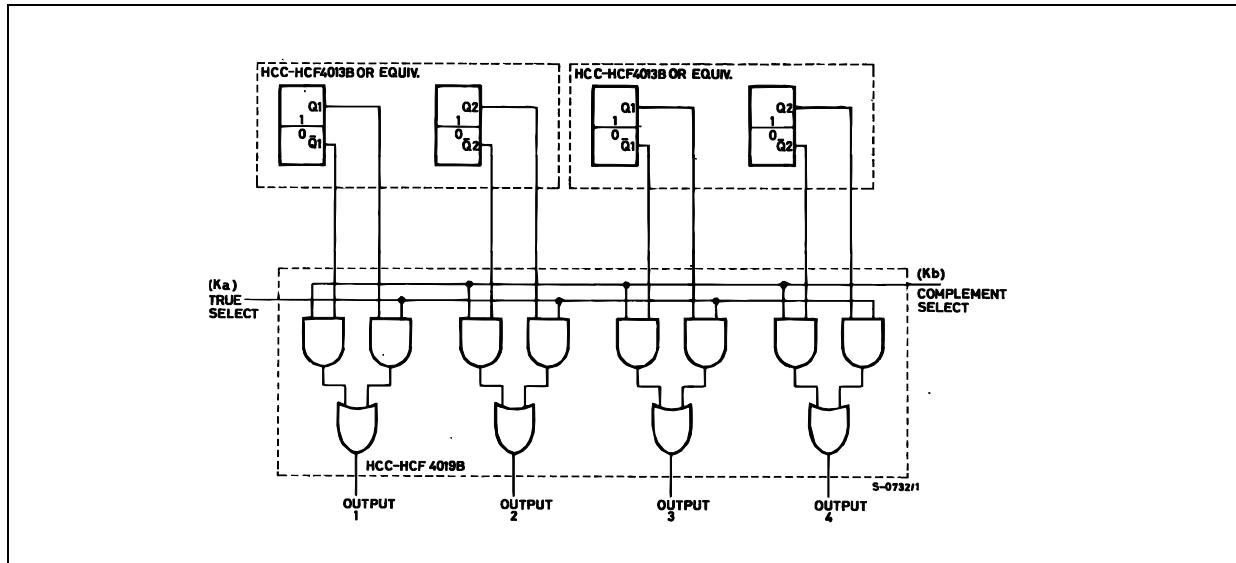 HCC-HCF4013B OR EQUIV.
HCC-HCF4013B OR EQUIV.
Q1
1
0
Q̄1
Q2
1
0
Q̄2
Q1
1
0
Q̄1
Q2
1
0
Q̄2
(Ka)
TRUE
SELECT
(Kb)
COMPLEMENT
SELECT
HCC-HCF 4019B
S-0732/1
OUTPUT
1
OUTPUT
2
OUTPUT
3
OUTPUT
4